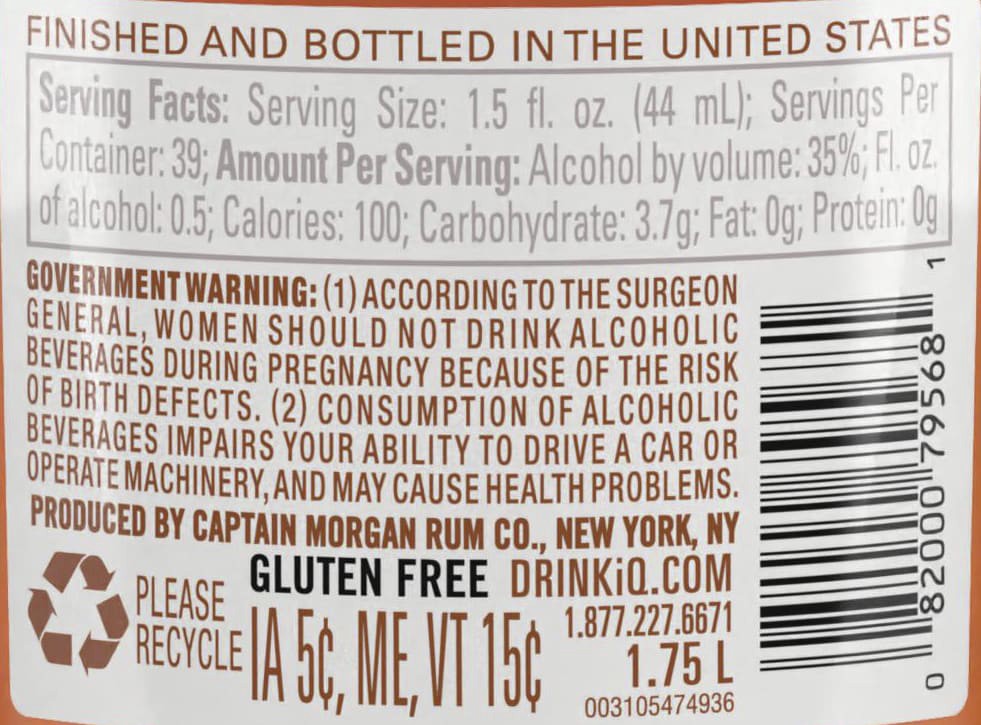 FINISHED AND BOTTLED IN THE UNITED STATES
Serving Facts: Serving Size: 1.5 fl. oz. (44 mL); Servings Per
Container: 39; Amount Per Serving: Alcohol by volume: 35%; Fl. oz.
of alcohol: 0.5; Calories: 100; Carbohydrate: 3.7g; Fat: 0g; Protein: 0g
GOVERNMENT WARNING: (1) ACCORDING TO THE SURGEON
GENERAL, WOMEN SHOULD NOT DRINK ALCOHOLIC
BEVERAGES DURING PREGNANCY BECAUSE OF THE RISK
OF BIRTH DEFECTS. (2) CONSUMPTION OF ALCOHOLIC
BEVERAGES IMPAIRS YOUR ABILITY TO DRIVE A CAR OR
OPERATE MACHINERY, AND MAY CAUSE HEALTH PROBLEMS.
PRODUCED BY CAPTAIN MORGAN RUM CO., NEW YORK, NY
GLUTEN FREE DRINKiQ.COM
PLEASE
RECYCLE
IA 5¢, ME, VT 15¢
1.877.227.6671
1.75 L
003105474936
0 82000 79568 1